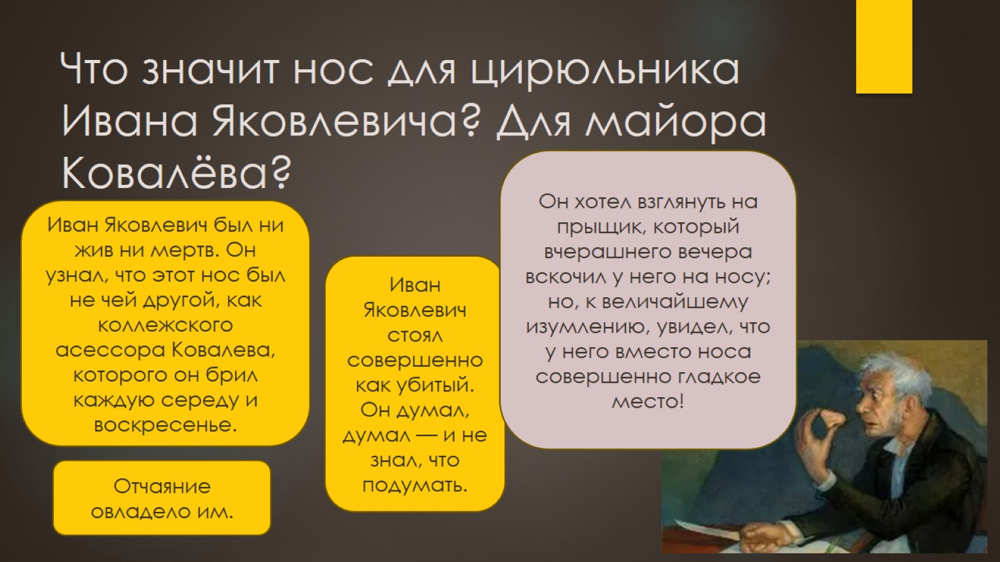 Что значит нос для цирюльника
Ивана Яковлевича? Для майора
Ковалёва?
Иван Яковлевич был ни
жив ни мертв. Он
узнал, что этот нос был
не чей другой, как
коллежского
асессора Ковалева,
которого он брил
каждую середу и
воскресенье.
Отчаяние
овладело им.
Иван
Яковлевич
стоял
совершенно
как убитый.
Он думал,
думал — и не
знал, что
подумать.
Он хотел взглянуть на
прыщик, который
вчерашнего вечера
вскочил у него на носу;
но, к величайшему
изумлению, увидел, что
у него вместо носа
совершенно гладкое
место!